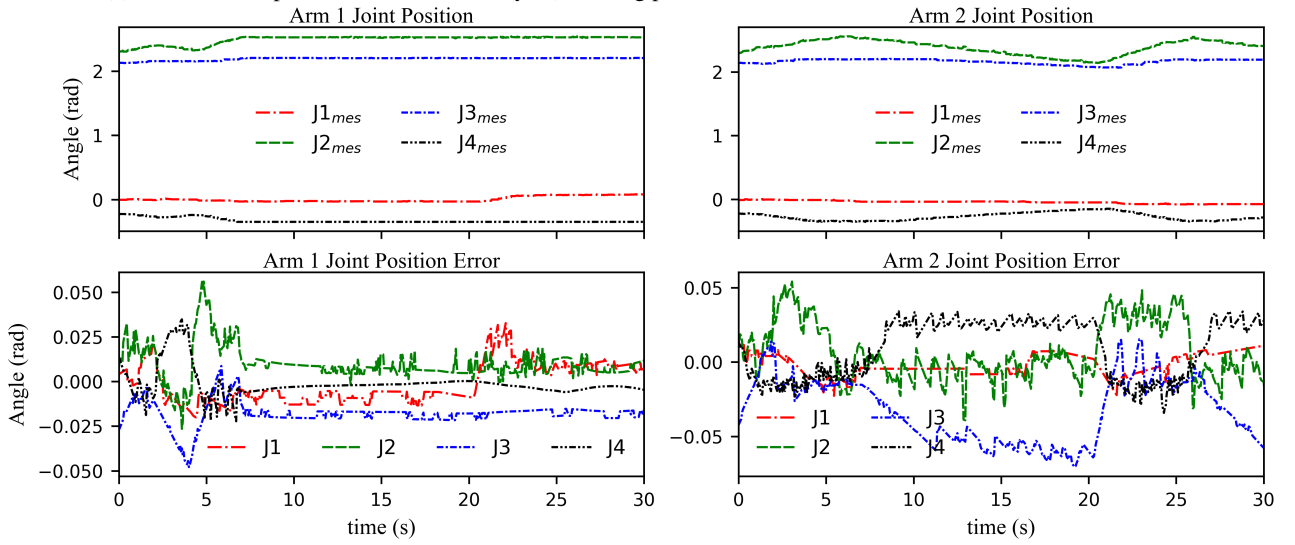 Arm 1 Joint Position
Arm 2 Joint Position
Angle (rad)
2
1
0
J1mes
J2mes
J3mes
J4mes
2
1
0
J1mes
J2mes
J3mes
J4mes
Arm 1 Joint Position Error
Arm 2 Joint Position Error
Angle (rad)
0.050
0.025
0.000
−0.025
−0.050
J1
J2
J3
J4
0
5
10
15
20
25
30
time (s)
0.05
0.00
−0.05
J1
J2
J3
J4
0
5
10
15
20
25
30
time (s)